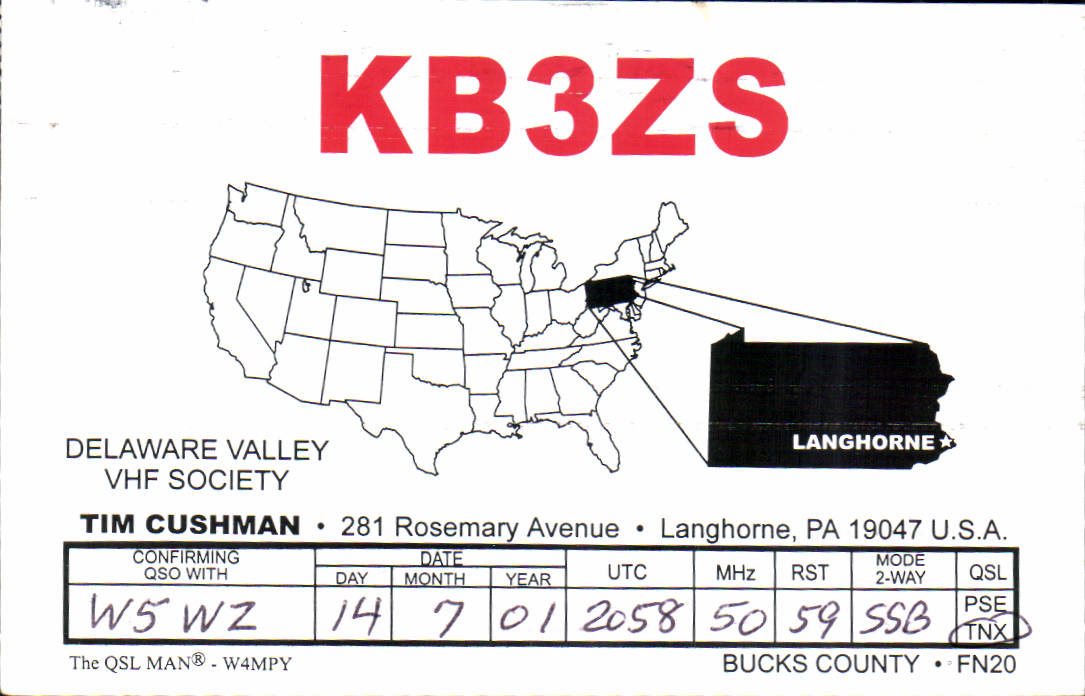 KB3ZS
LANGHORNE
DELAWARE VALLEY
VHF SOCIETY
TIM CUSHMAN • 281 Rosemary Avenue • Langhorne, PA 19047 U.S.A.
CONFIRMING
QSO WITH
DATE
DAY MONTH YEAR
UTC
MHz
RST
MODE
2-WAY
QSL
W5WZ 14 7 01 2058 50 59 SSB
PSE
TNX
The QSL MAN® - W4MPY
BUCKS COUNTY • FN20